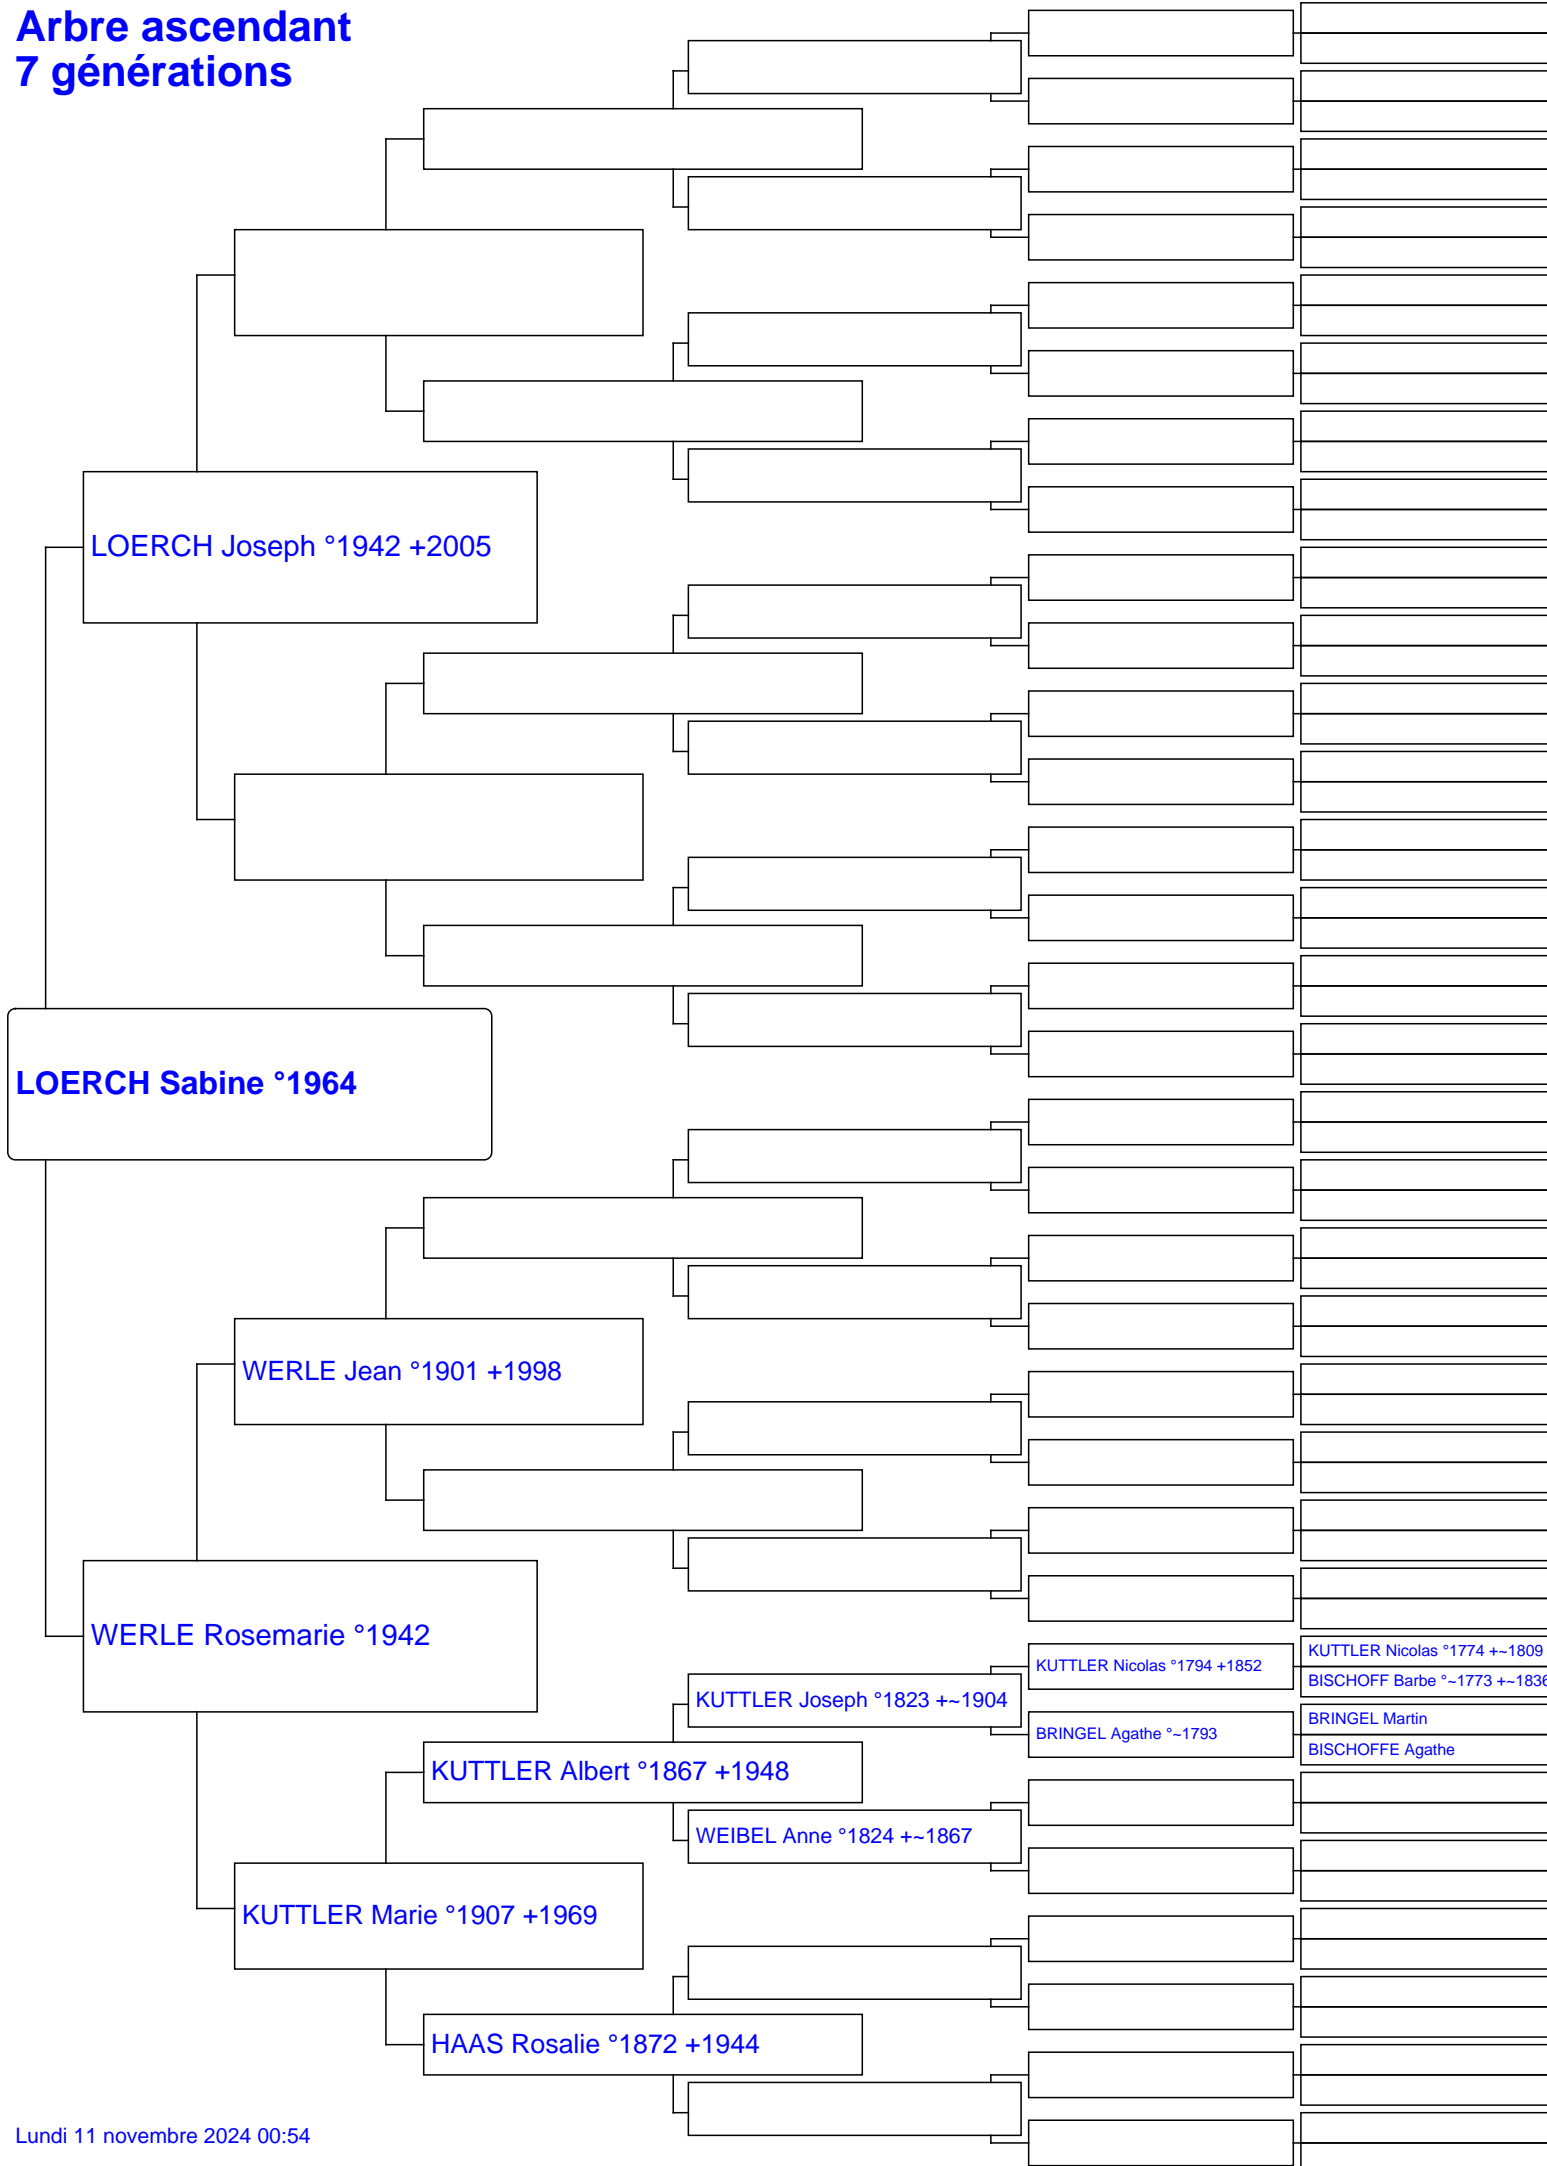 Arbre ascendant
7 générations
LOERCH Joseph °1942 +2005
LOERCH Sabine °1964
WERLE Jean °1901 +1998
WERLE Rosemarie °1942
KUTTLER Nicolas °1794 +1852
KUTTLER Nicolas °1774 +~1809
BISCHOFF Barbe °~1773 +~1836
KUTTLER Joseph °1823 +~1904
BRINGEL Agathe °~1793
BRINGEL Martin
BISCHOFFE Agathe
KUTTLER Albert °1867 +1948
WEIBEL Anne °1824 +~1867
KUTTLER Marie °1907 +1969
HAAS Rosalie °1872 +1944
Lundi 11 novembre 2024 00:54